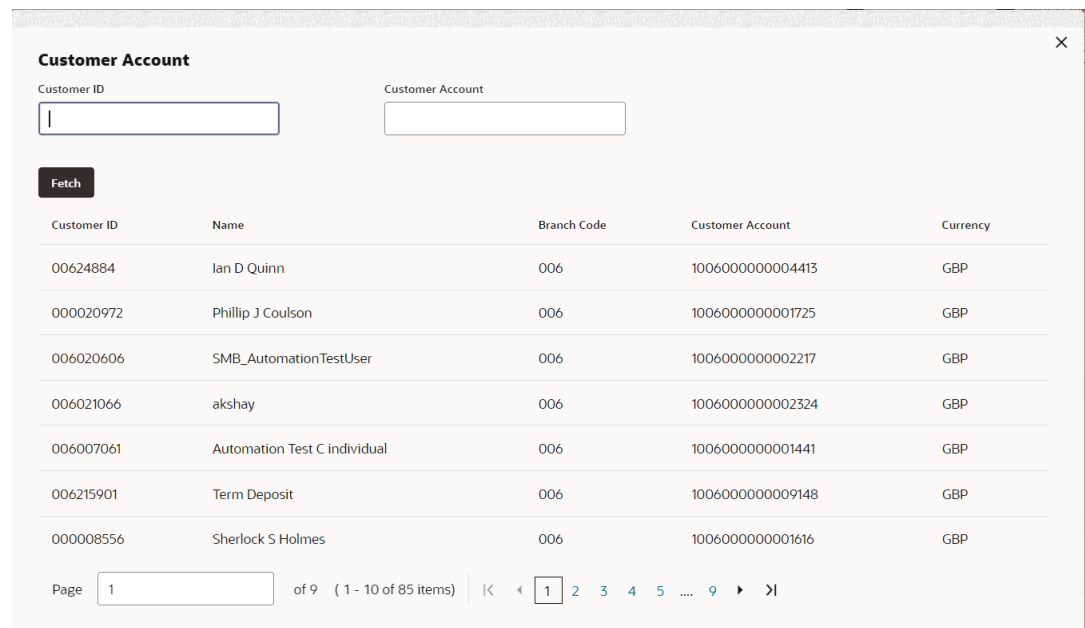 Customer Account
Customer ID Customer Account
Fetch
Customer ID Name Branch Code Customer Account Currency
00624884 Ian D Quinn 006 1006000000004413 GBP
000020972 Phillip J Coulson 006 1006000000001725 GBP
006020606 SMB_AutomationTestUser 006 1006000000002217 GBP
006021066 akshay 006 1006000000002324 GBP
006007061 Automation Test C individual 006 1006000000001441 GBP
006215901 Term Deposit 006 1006000000009148 GBP
000008556 Sherlock S Holmes 006 1006000000001616 GBP
Page 1 of 9 ( 1 - 10 of 85 items) 1 2 3 4 5 .... 9